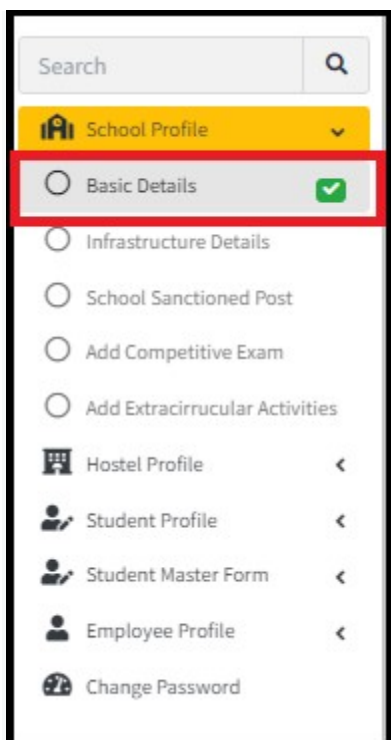 Search
School Profile
Basic Details
Infrastructure Details
School Sanctioned Post
Add Competitive Exam
Add Extracirrucular Activities
Hostel Profile
Student Profile
Student Master Form
Employee Profile
Change Password